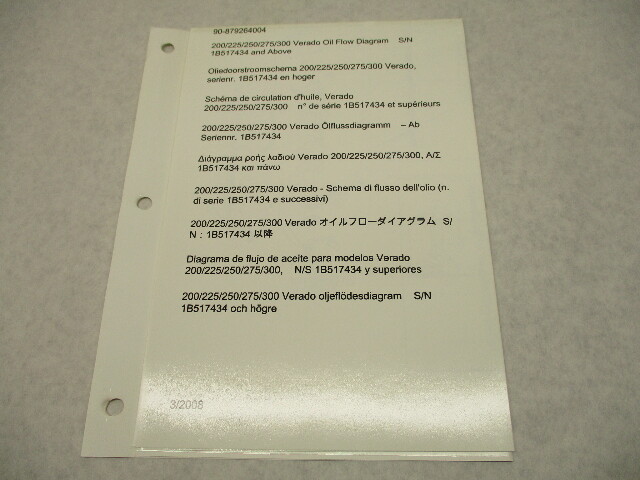 90-879264004
200/225/250/275/300 Verado Oil Flow Diagram S/N
1B517434 and Above
Oliedoorstroomschema 200/225/250/275/300 Verado,
serienr. 1B517434 en hoger
Schéma de circulation d'huile, Verado
200/225/250/275/300 n° de série 1B517434 et supérieurs
200/225/250/275/300 Verado Ölflussdiagramm – Ab
Seriennr. 1B517434
Διάγραμμα ροής λαδιού Verado 200/225/250/275/300, Α/Σ
1B517434 και πάνω
200/225/250/275/300 Verado - Schema di flusso dell'olio (n.
di serie 1B517434 e successivi)
200/225/250/275/300 Verado オイルフローダイアグラム S/
N：1B517434 以降
Diagrama de flujo de aceite para modelos Verado
200/225/250/275/300, N/S 1B517434 y superiores
200/225/250/275/300 Verado oljeflödesdiagram S/N
1B517434 och högre
3/2008